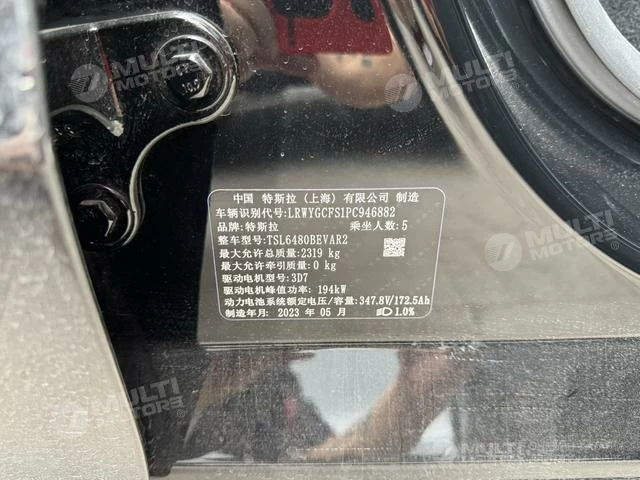 MULTI MOTORS
MULTI MOTORS
中国 特斯拉 (上海) 有限公司 制造
车辆识别代号:LRWYGCFS1PC946882
品牌:特斯拉 乘坐人数:5
整车型号:TSL6480BEVAR2
最大允许总质量:2319 kg
最大允许牵引质量:0 kg
驱动电机型号:3D7
驱动电机峰值功率: 194kW
动力电池系统额定电压/容量:347.8V/172.5Ah
制造年月: 2023 年 05 月 1.0%
MULTI MOTORS
MULTI MOTORS